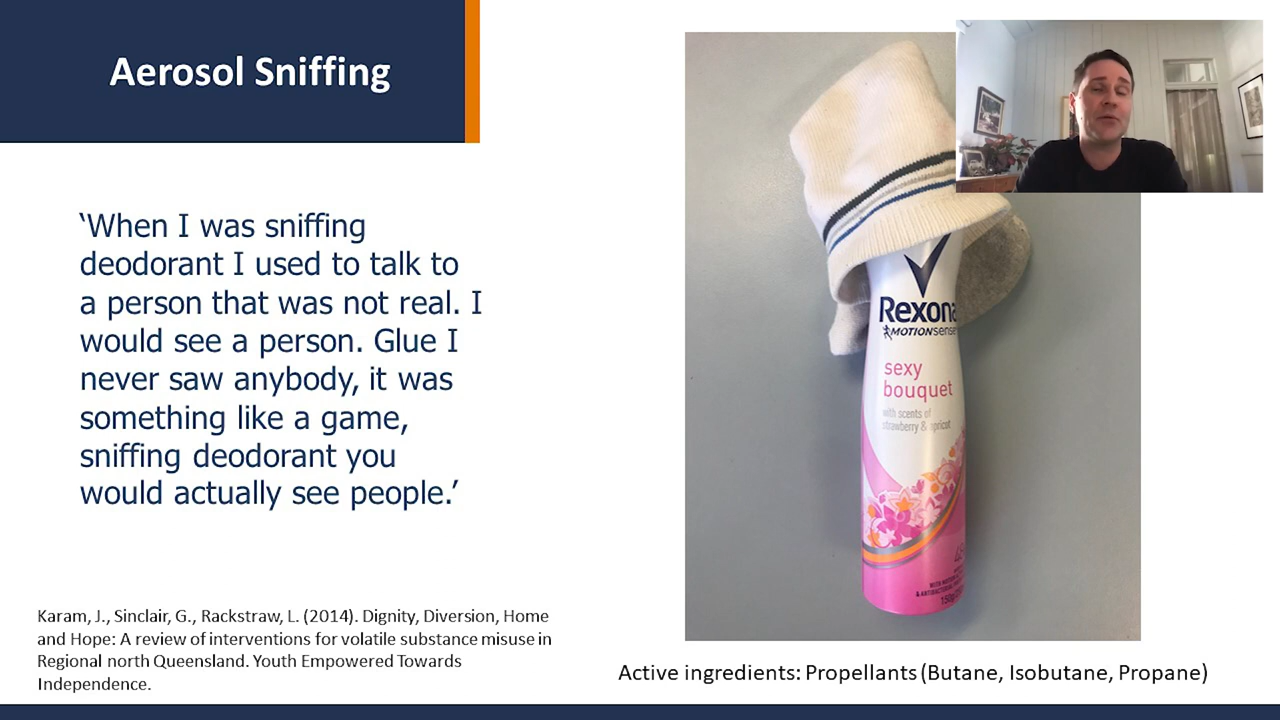 Aerosol Sniffing
‘When I was sniffing
deodorant I used to talk to
a person that was not real. I
would see a person. Glue I
never saw anybody, it was
something like a game,
sniffing deodorant you
would actually see people.’
Karam, J., Sinclair, G., Rackstraw, L. (2014). Dignity, Diversion, Home
and Hope: A review of interventions for volatile substance misuse in
Regional north Queensland. Youth Empowered Towards
Independence.
Rexona
MOTIONsense
sexy
bouquet
with scents of
strawberry & apricot
Active ingredients: Propellants (Butane, Isobutane, Propane)